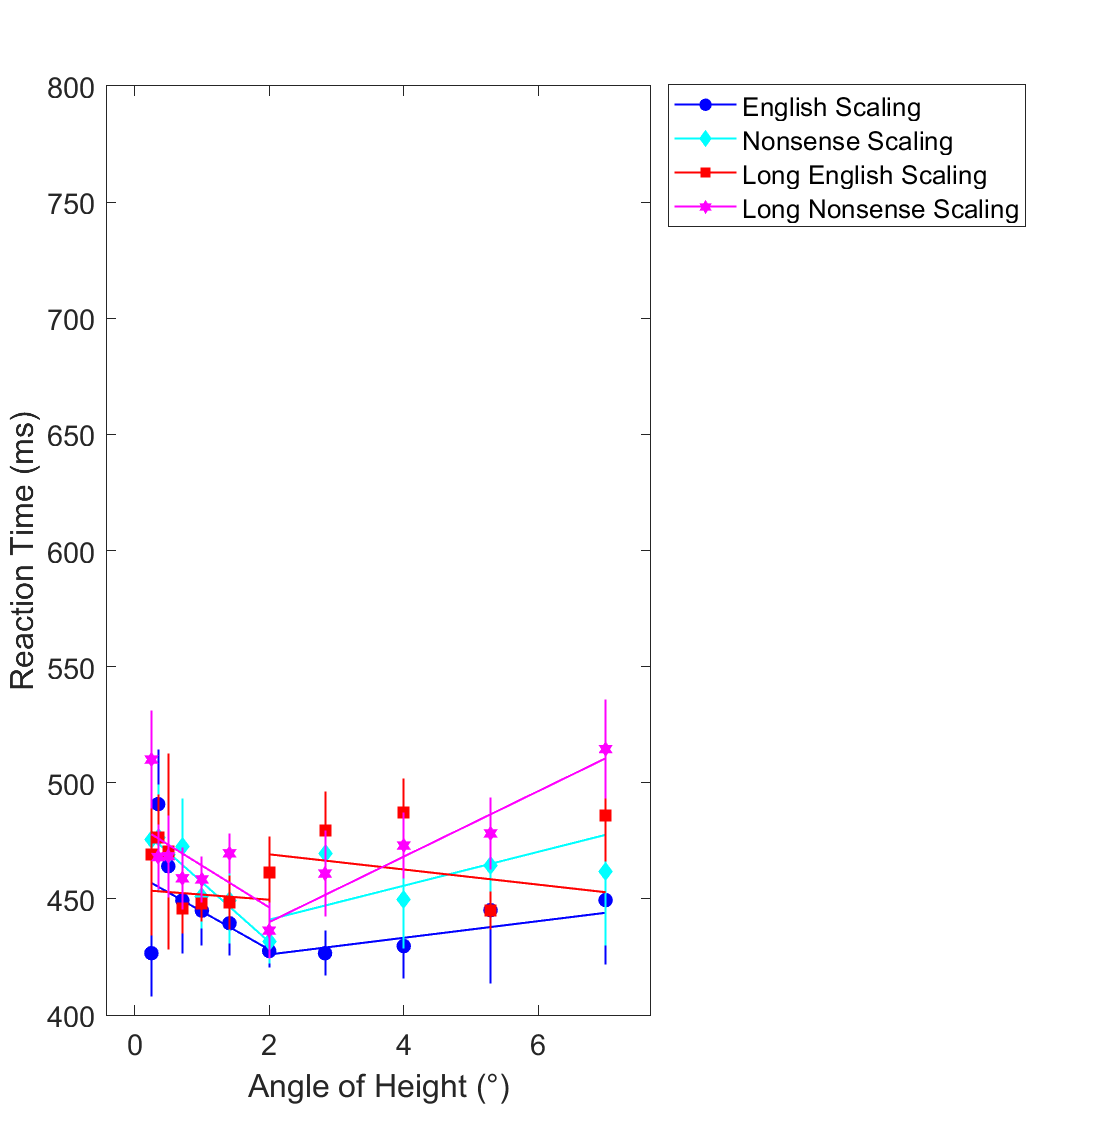 800
750
700
650
600
550
500
450
400
Reaction Time (ms)
0 2 4 6
Angle of Height (°)
English Scaling
Nonsense Scaling
Long English Scaling
Long Nonsense Scaling